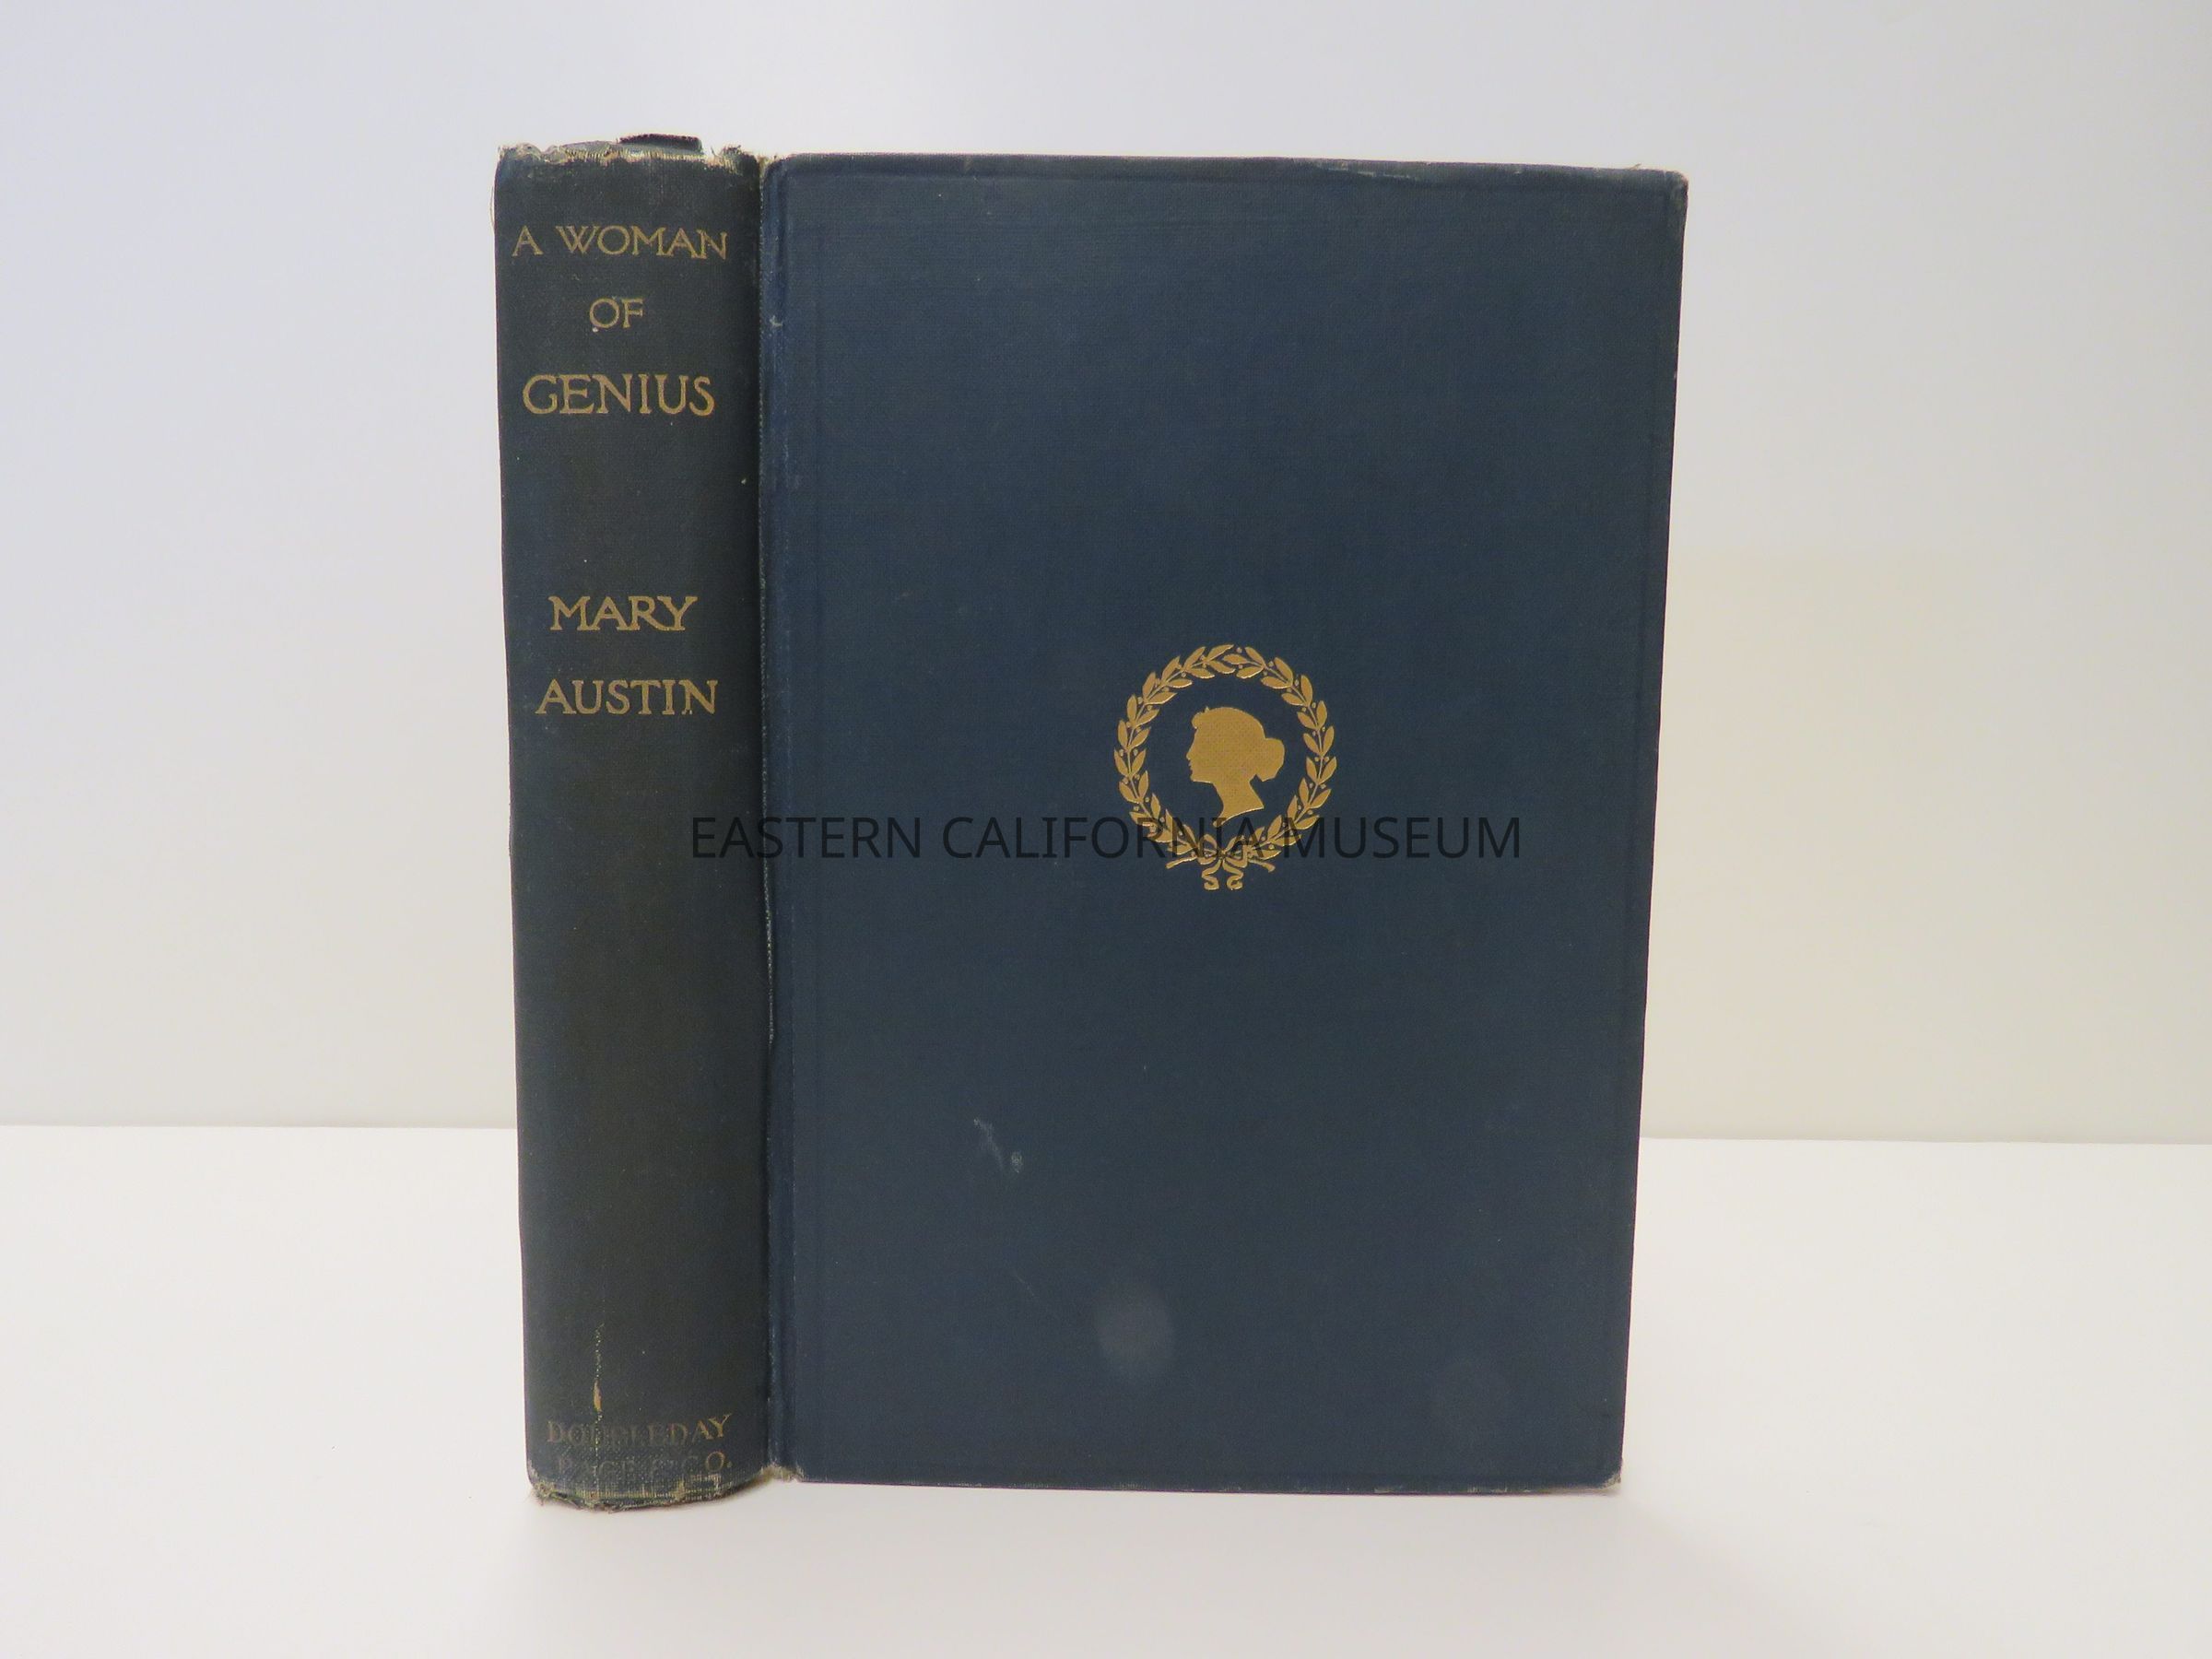 A WOMAN
OF
GENIUS
MARY
AUSTIN
DOUBLEDAY
PAGE & CO.
EASTERN CALIFORNIA MUSEUM